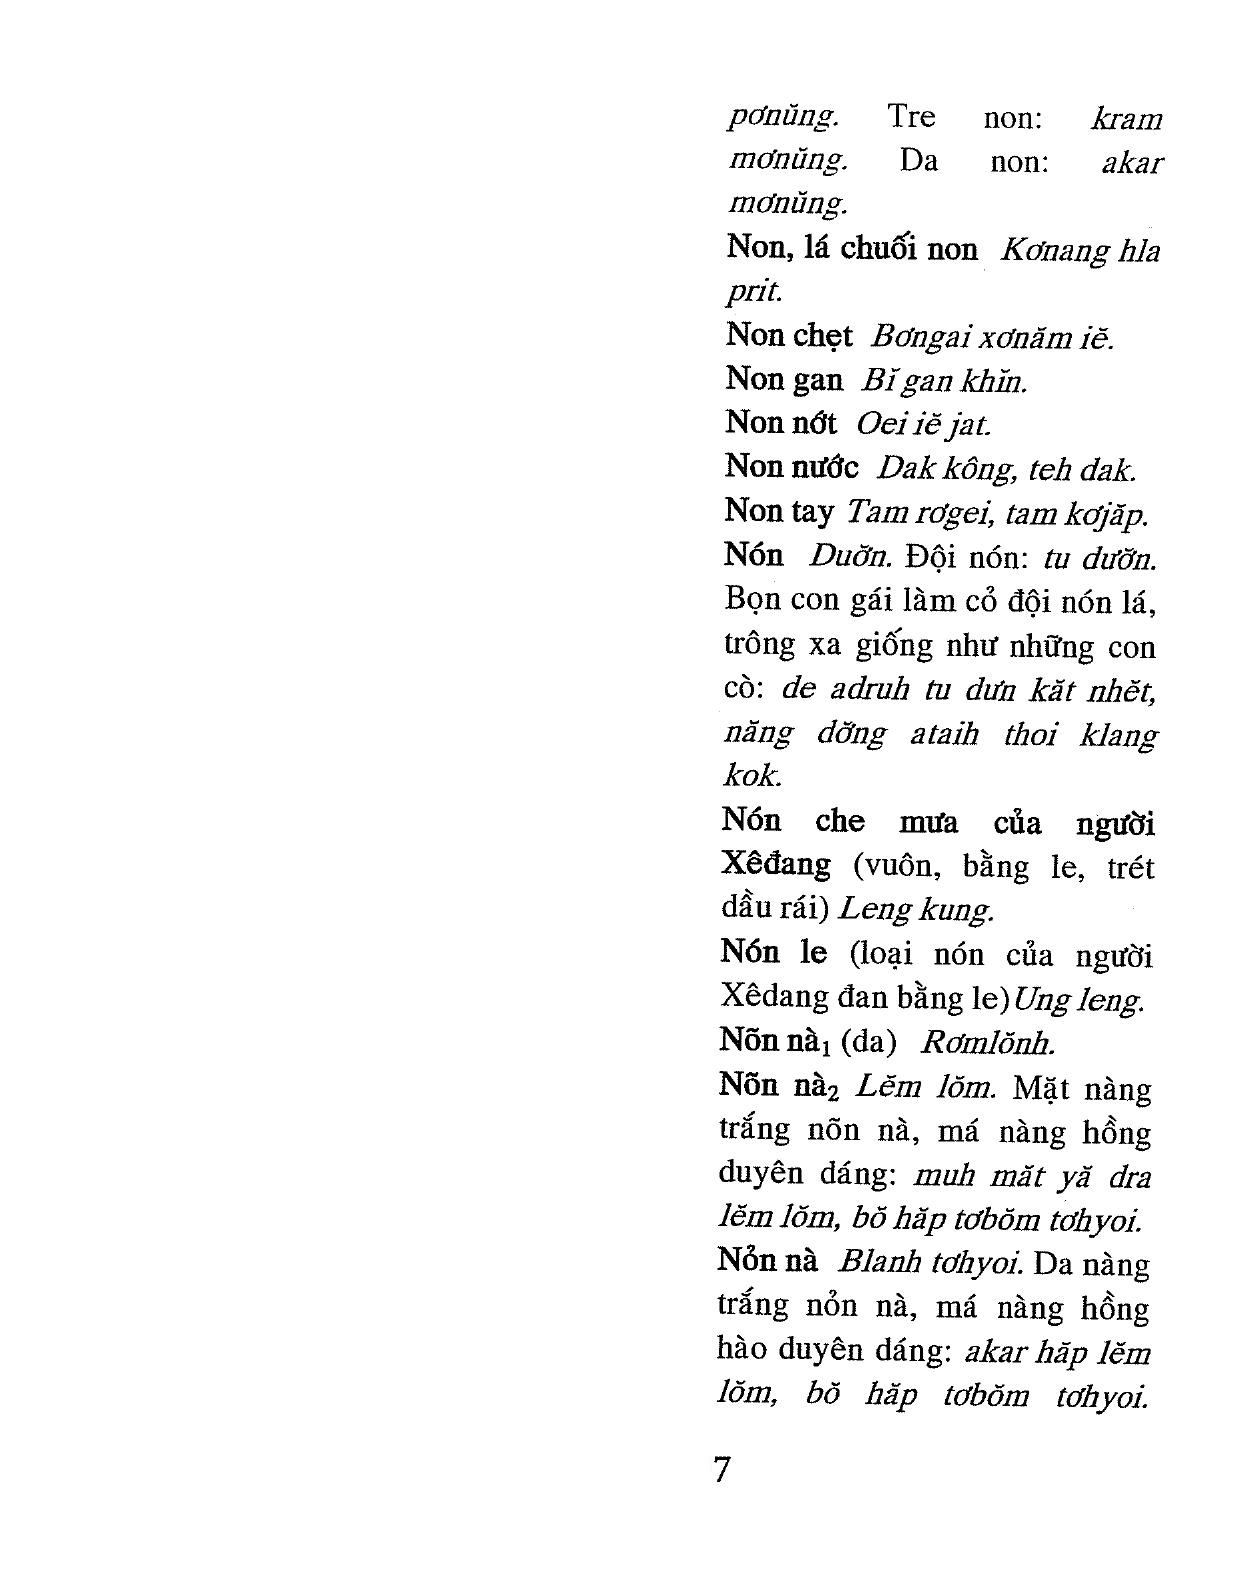 pơnŭng. Tre non: kram
mơnŭng. Da non: akar
mơnŭng.
Non, lá chuối non Kơnang hla
prit.
Non chẹt Bơngai xơnăm iĕ.
Non gan Bĭ gan khĭn.
Non nớt Oei iĕ jat.
Non nước Dak kông, teh dak.
Non tay Tam rơgei, tam kơjăp.
Nón Duơ̆n. Đội nón: tu dươ̆n.
Bọn con gái làm cỏ đội nón lá,
trông xa giống như những con
cò: de adruh tu dưn kăt nhĕt,
năng dơ̆ng ataih thoi klang
kok.
Nón che mưa của người
Xêđang (vuôn, bằng le, trét
dầu rái) Leng kung.
Nón le (loại nón của người
Xêdang đan bằng le) Ung leng.
Nõn nà₁ (da) Rơmlŏnh.
Nõn nà₂ Lĕm lŏm. Mặt nàng
trắng nõn nà, má nàng hồng
duyên dáng: muh măt yă dra
lĕm lŏm, bŏ hăp tơbŏm tơhyoi.
Nỏn nà Blanh tơhyoi. Da nàng
trắng nỏn nà, má nàng hồng
hào duyên dáng: akar hăp lĕm
lŏm, bŏ hăp tơbŏm tơhyoi.
7